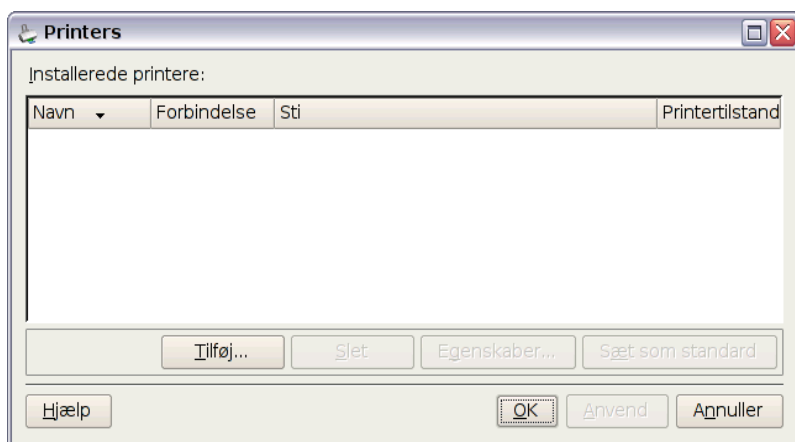 Printers
Installerede printere:
Navn Forbindelse Sti Printertilstand
Tilføj... Slet Egenskaber... Sæt som standard
Hjælp OK Anvend Annuller